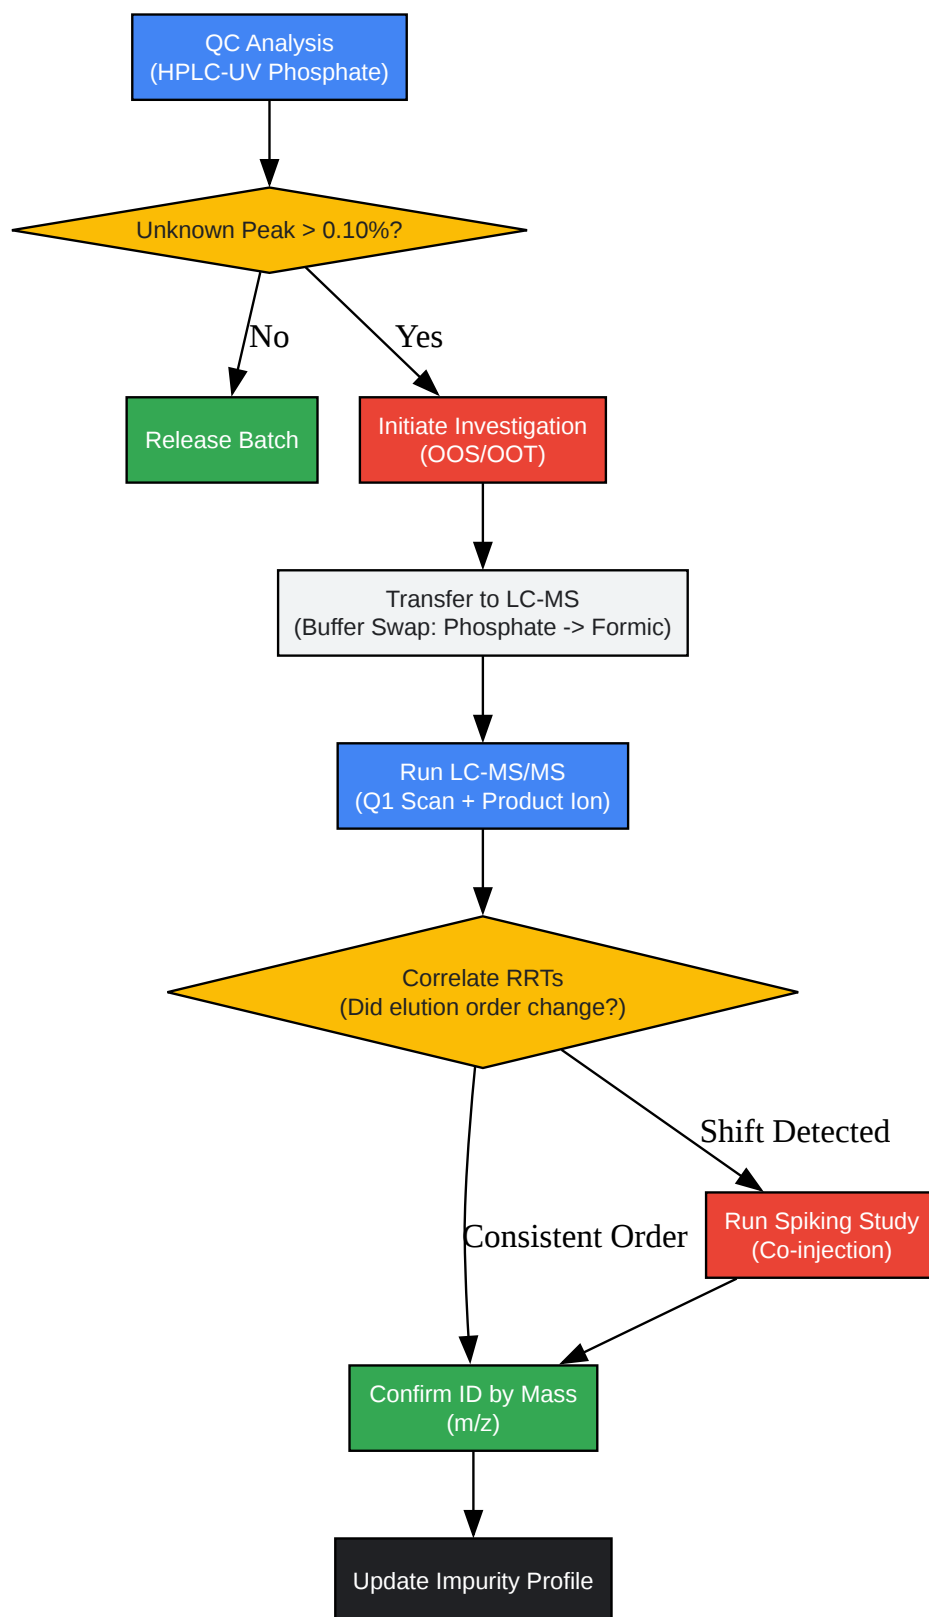 QC Analysis
(HPLC-UV Phosphate)
Unknown Peak > 0.10%?
No
Yes
Release Batch
Initiate Investigation
(OOS/OOT)
Transfer to LC-MS
(Buffer Swap: Phosphate -> Formic)
Run LC-MS/MS
(Q1 Scan + Product Ion)
Correlate RRTs
(Did elution order change?)
Shift Detected
Run Spiking Study
(Co-injection)
Consistent Order
Confirm ID by Mass
(m/z)
Update Impurity Profile